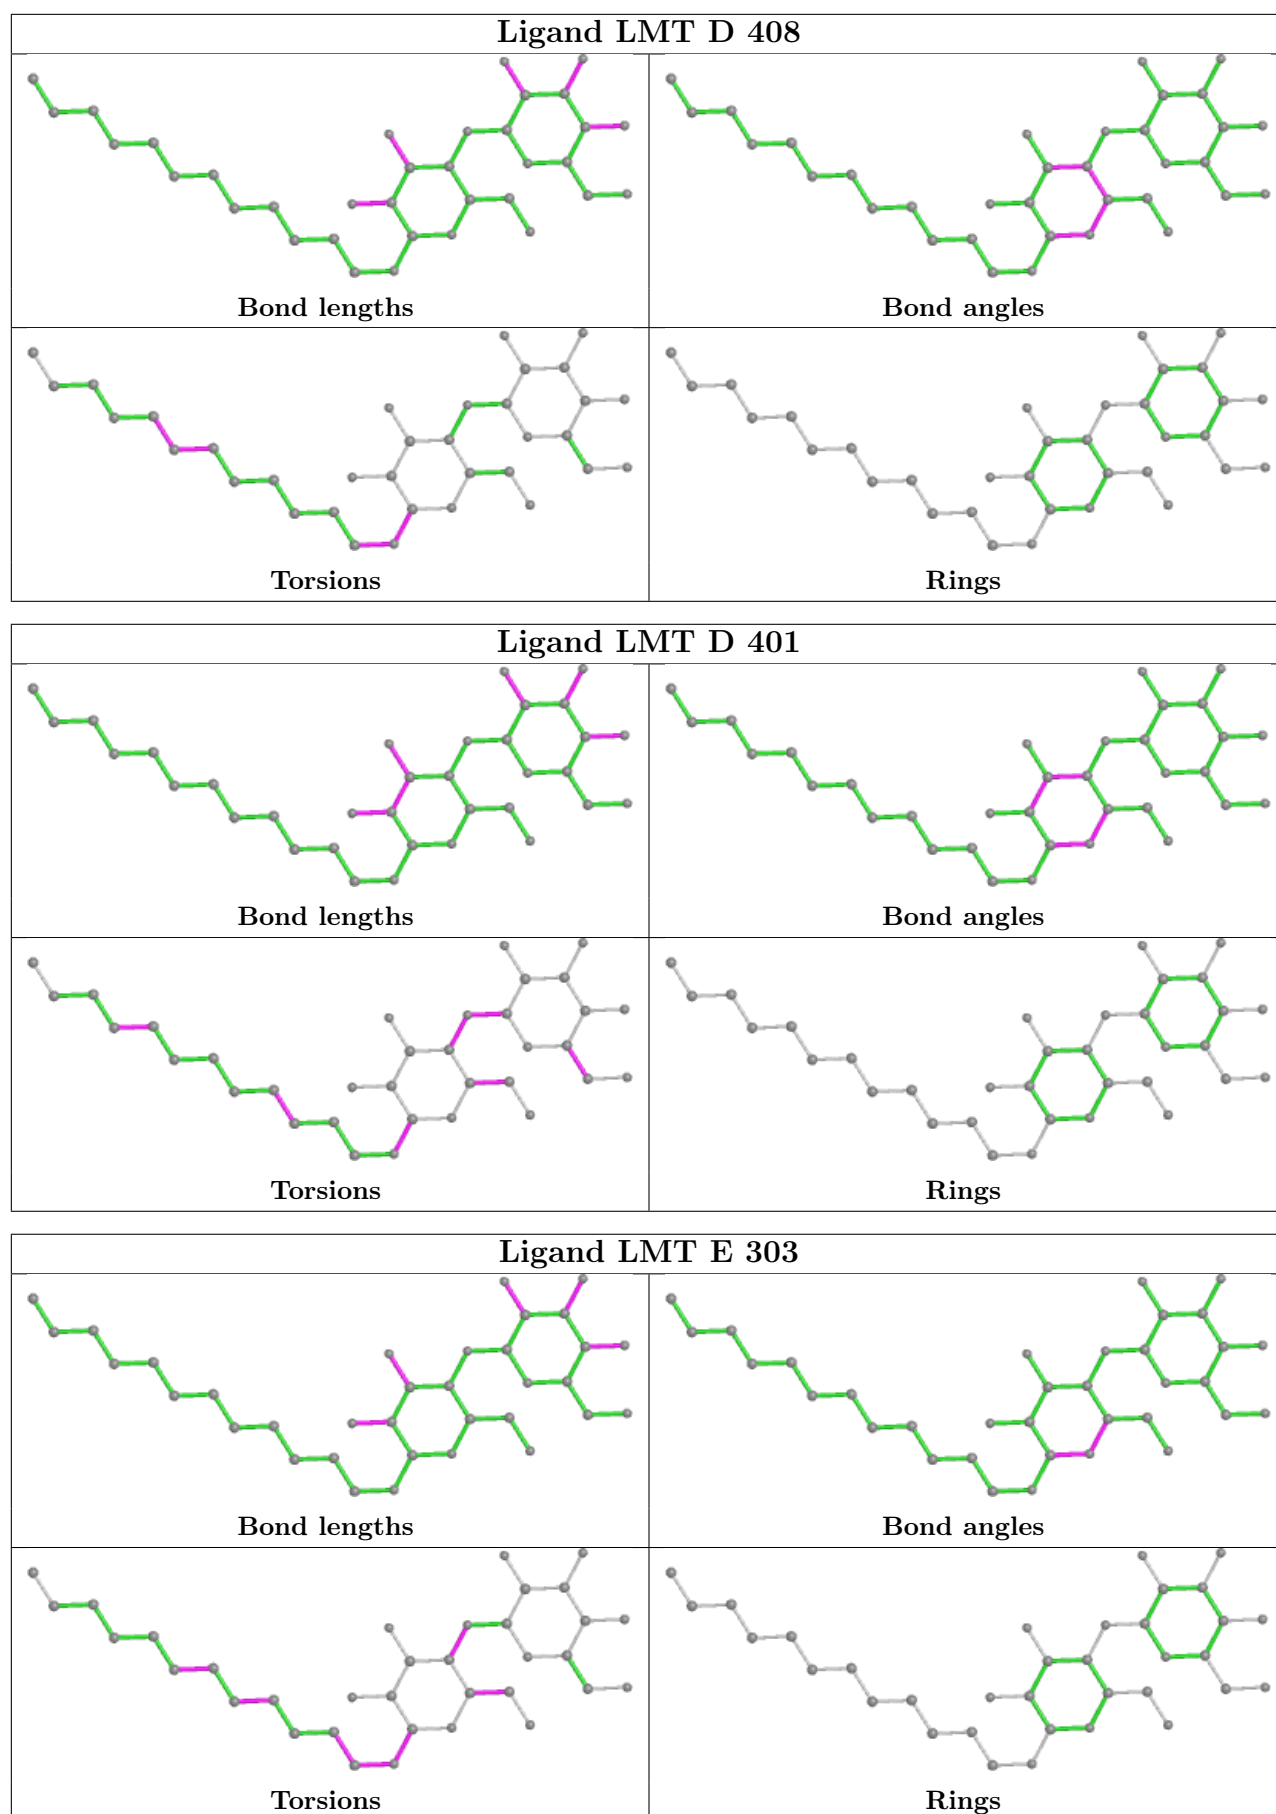 Ligand LMT D 408
Bond lengths
Bond angles
Torsions
Rings
Ligand LMT D 401
Bond lengths
Bond angles
Torsions
Rings
Ligand LMT E 303
Bond lengths
Bond angles
Torsions
Rings